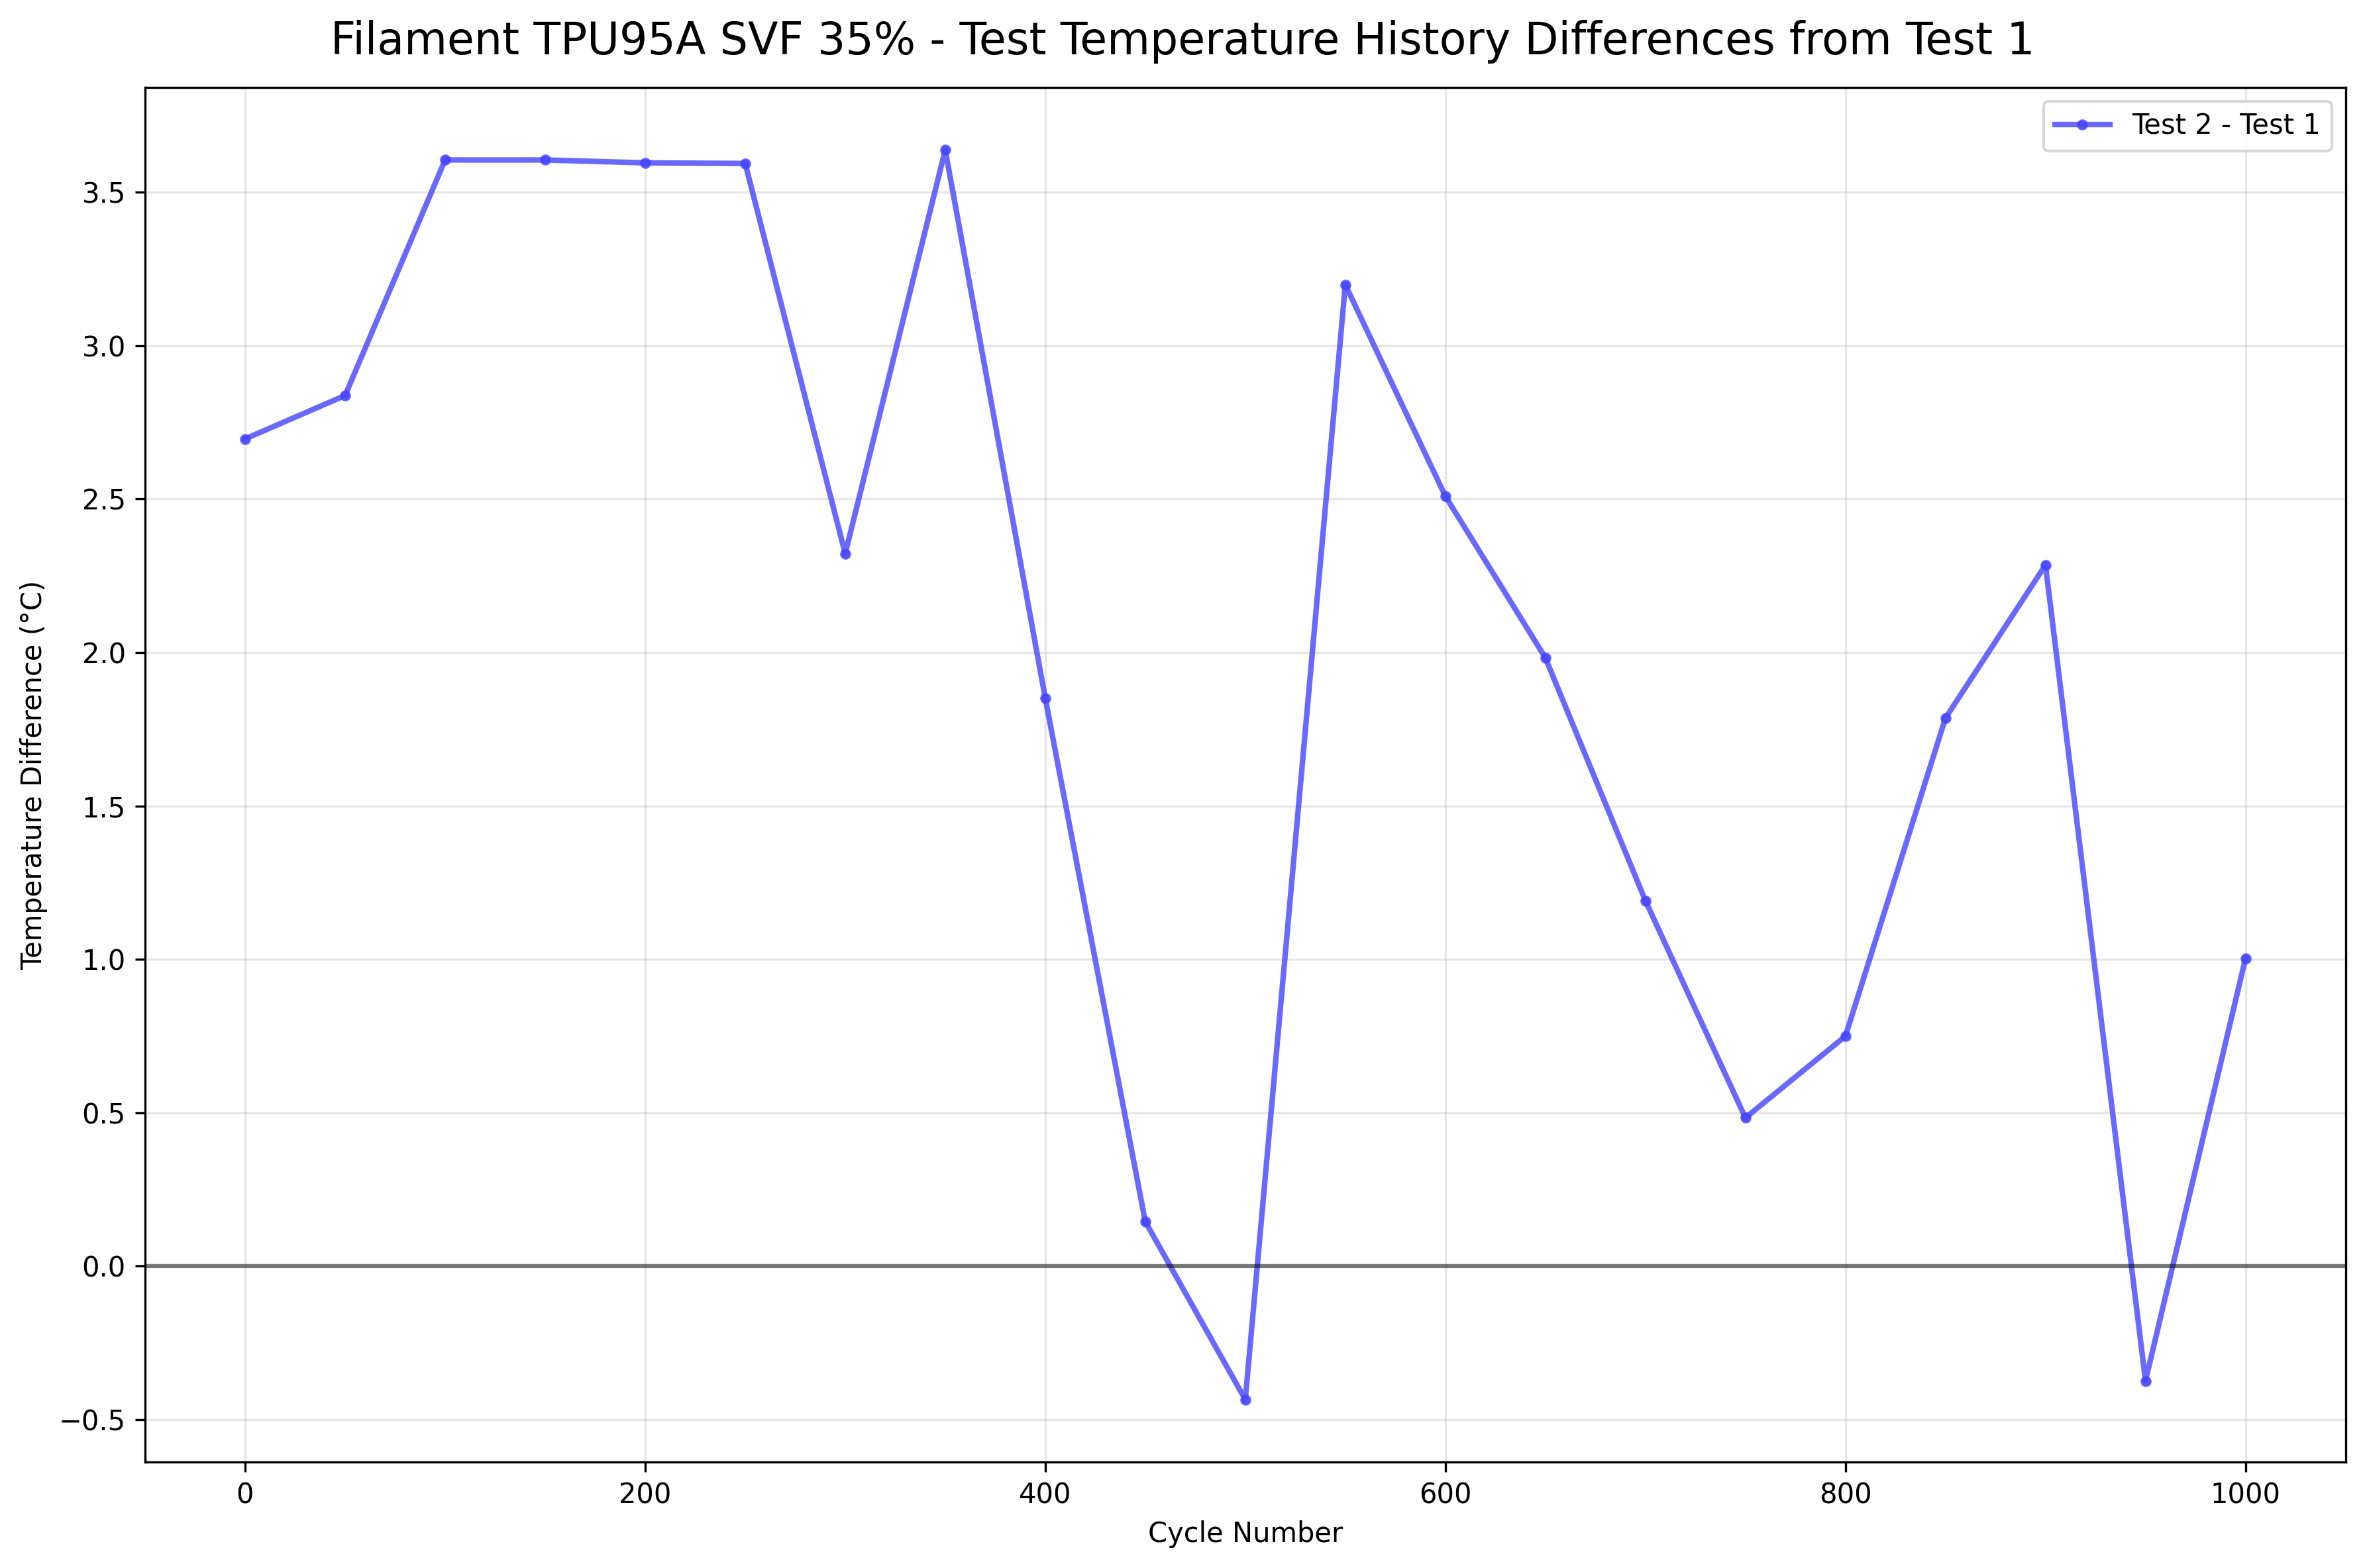 Filament TPU95A SVF 35% - Test Temperature History Differences from Test 1
Test 2 - Test 1
3.5
3.0
2.5
2.0
1.5
1.0
0.5
0.0
−0.5
Temperature Difference (°C)
0 200 400 600 800 1000
Cycle Number